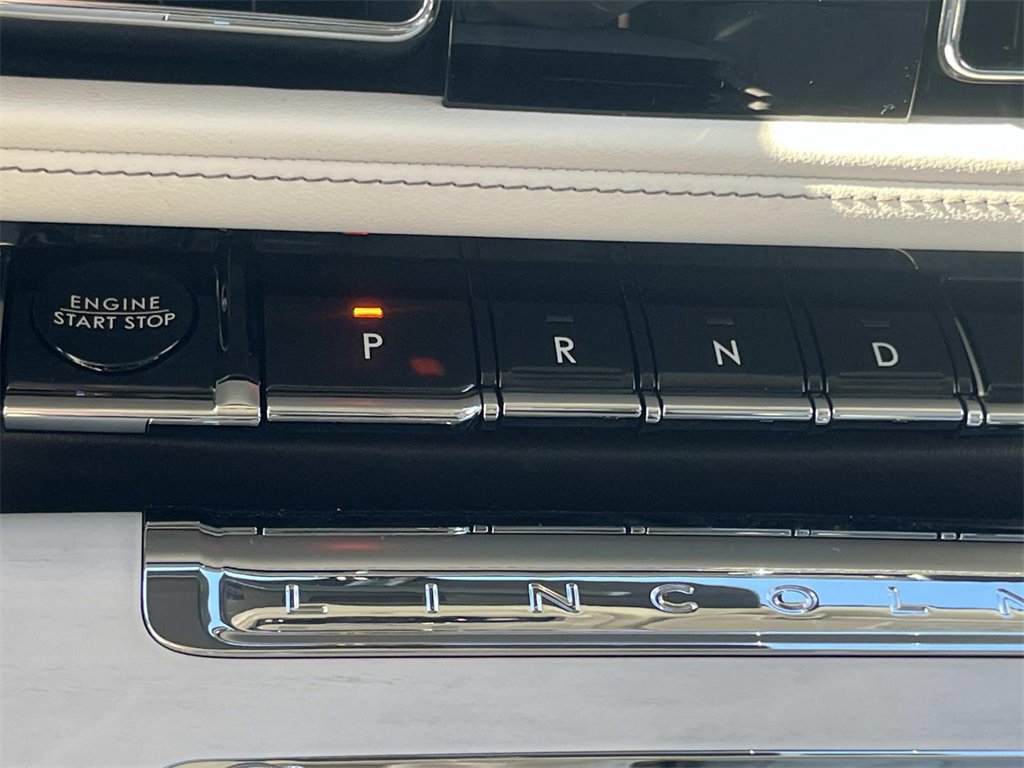 ENGINE
START STOP
P R N D
LINCOLN